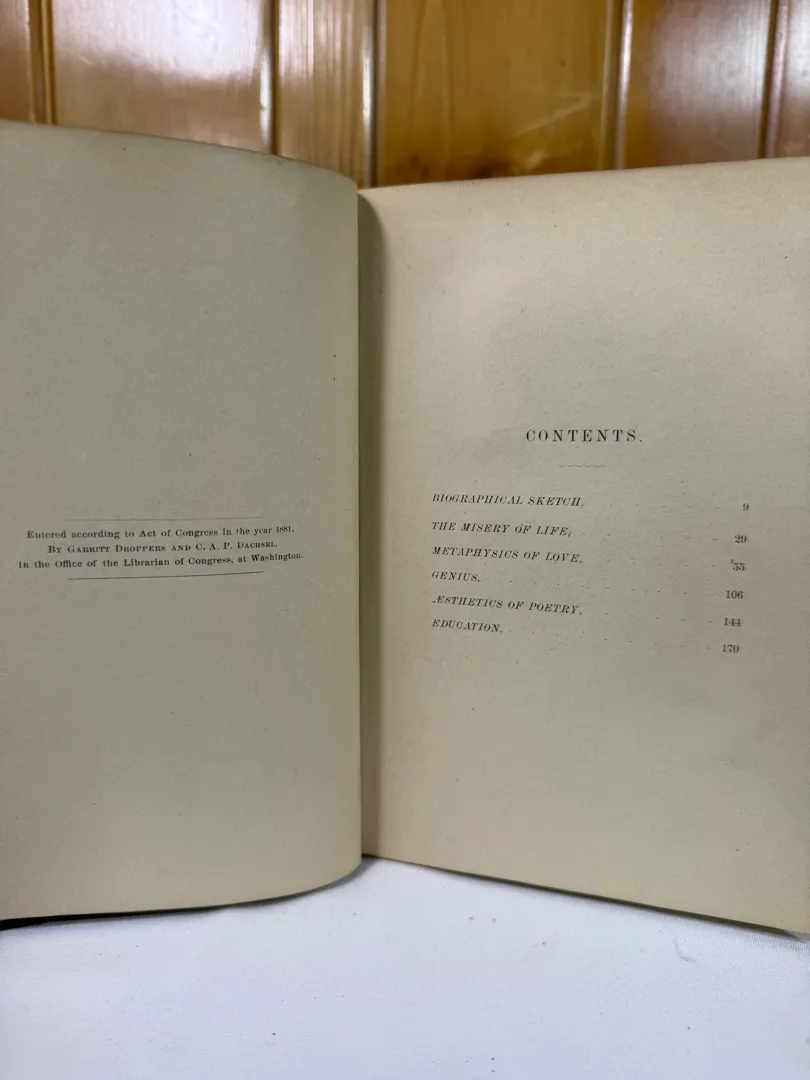 Entered according to Act of Congress in the year 1881,
BY GARRITT DROPPERS AND C. A. P. DACHSEL.
In the Office of the Librarian of Congress, at Washington.
CONTENTS.
BIOGRAPHICAL SKETCH, 9
THE MISERY OF LIFE, 29
METAPHYSICS OF LOVE, 55
GENIUS, 106
ÆSTHETICS OF POETRY, 144
EDUCATION, 179